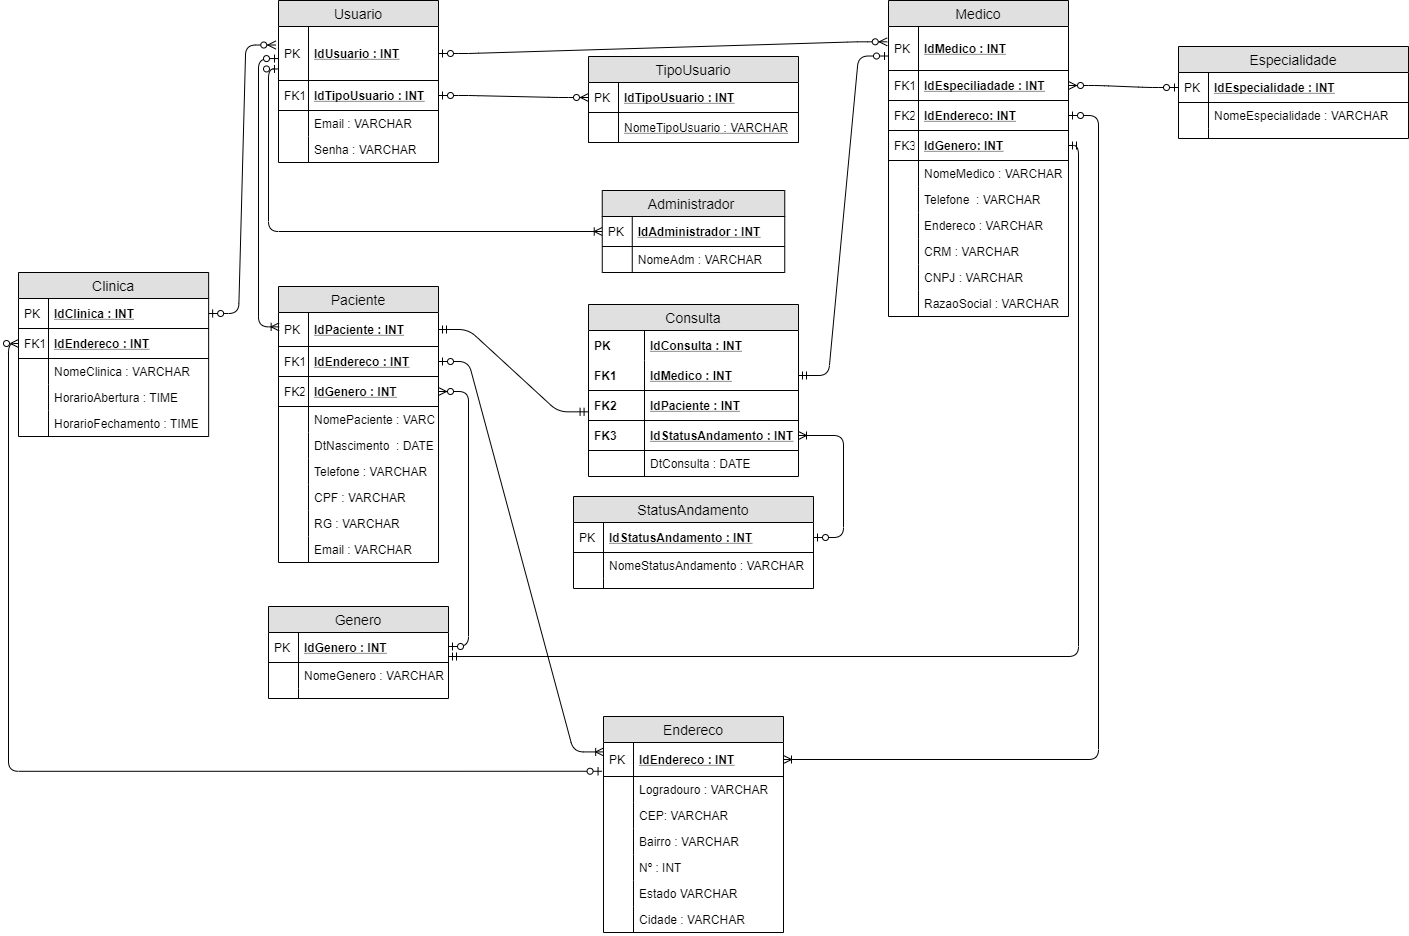 Usuario
PK IdUsuario : INT
FK1 IdTipoUsuario : INT
Email : VARCHAR
Senha : VARCHAR
TipoUsuario
PK IdTipoUsuario : INT
NomeTipoUsuario : VARCHAR
Medico
PK IdMedico : INT
FK1 IdEspeciliadade : INT
FK2 IdEndereco: INT
FK3 IdGenero: INT
NomeMedico : VARCHAR
Telefone : VARCHAR
Endereco : VARCHAR
CRM : VARCHAR
CNPJ : VARCHAR
RazaoSocial : VARCHAR
Especialidade
PK IdEspecialidade : INT
NomeEspecialidade : VARCHAR
Administrador
PK IdAdministrador : INT
NomeAdm : VARCHAR
Clinica
PK IdClinica : INT
FK1 IdEndereco : INT
NomeClinica : VARCHAR
HorarioAbertura : TIME
HorarioFechamento : TIME
Paciente
PK IdPaciente : INT
FK1 IdEndereco : INT
FK2 IdGenero : INT
NomePaciente : VARC
DtNascimento : DATE
Telefone : VARCHAR
CPF : VARCHAR
RG : VARCHAR
Email : VARCHAR
Consulta
PK IdConsulta : INT
FK1 IdMedico : INT
FK2 IdPaciente : INT
FK3 IdStatusAndamento : INT
DtConsulta : DATE
StatusAndamento
PK IdStatusAndamento : INT
NomeStatusAndamento : VARCHAR
Genero
PK IdGenero : INT
NomeGenero : VARCHAR
Endereco
PK IdEndereco : INT
Logradouro : VARCHAR
CEP: VARCHAR
Bairro : VARCHAR
Nº : INT
Estado VARCHAR
Cidade : VARCHAR